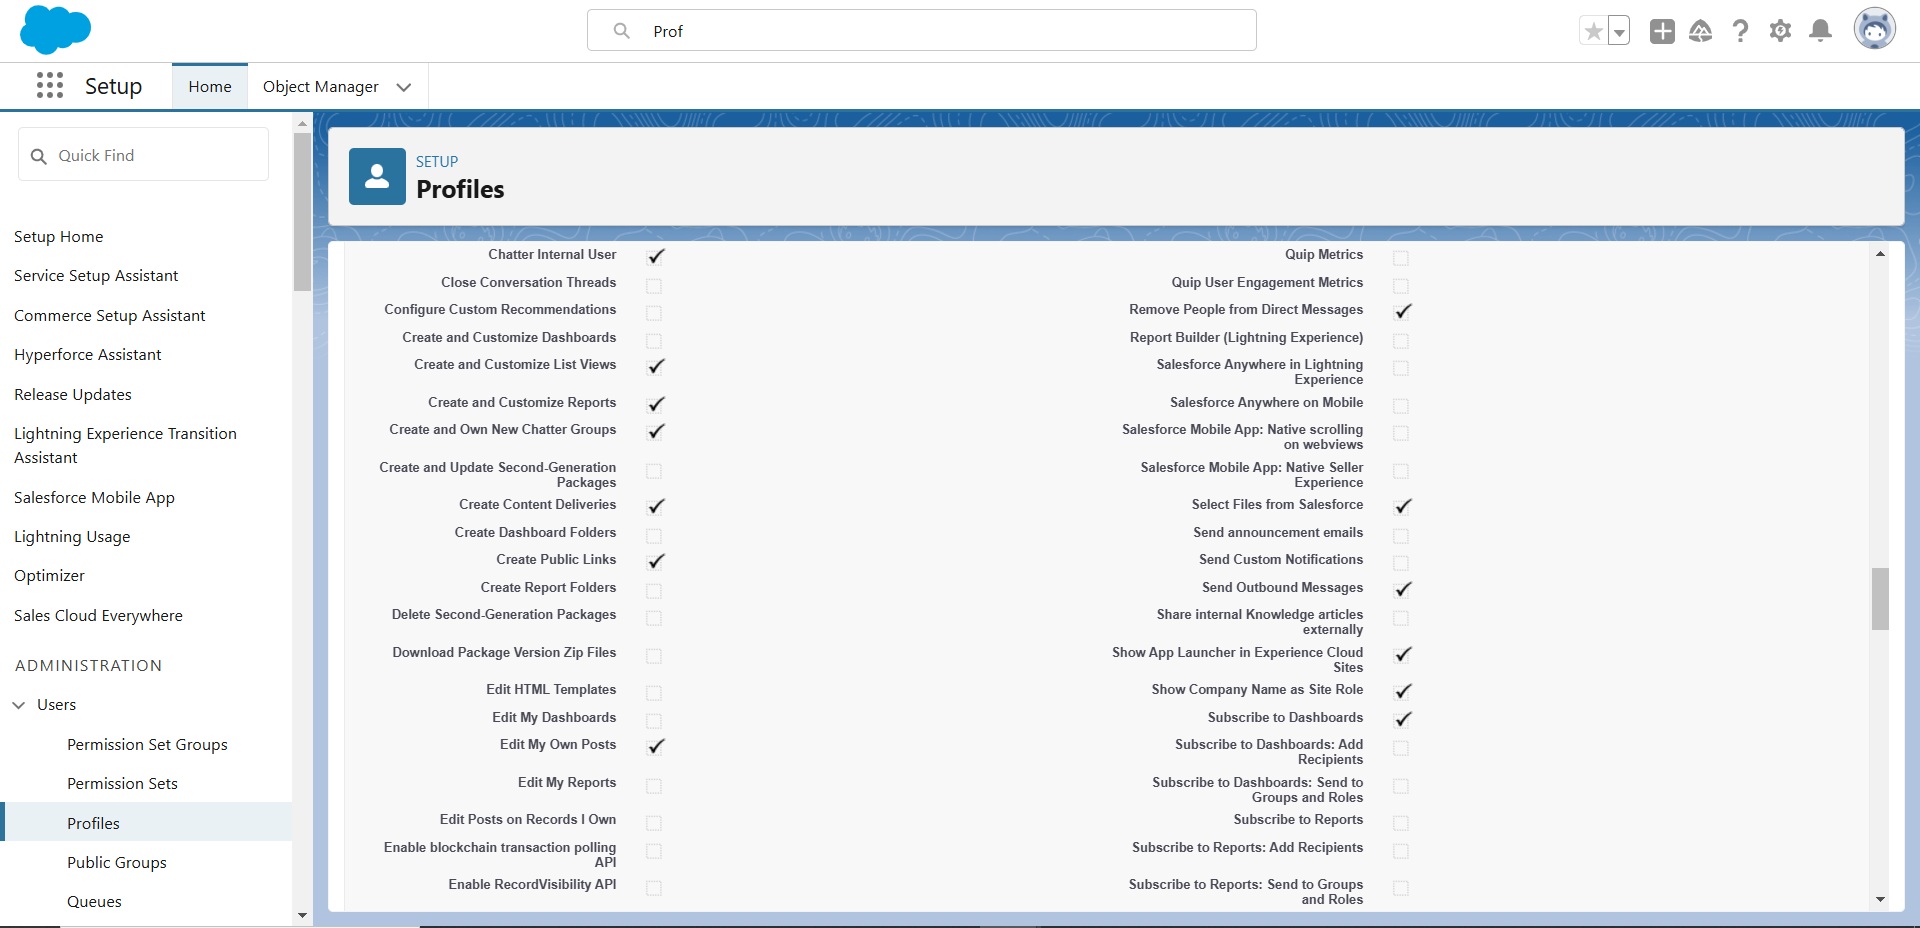 Prof
Setup
Home
Object Manager
Quick Find
Setup Home
Service Setup Assistant
Commerce Setup Assistant
Hyperforce Assistant
Release Updates
Lightning Experience Transition
Assistant
Salesforce Mobile App
Lightning Usage
Optimizer
Sales Cloud Everywhere
ADMINISTRATION
Users
Permission Set Groups
Permission Sets
Profiles
Public Groups
Queues
SETUP
Profiles
Chatter Internal User
Close Conversation Threads
Configure Custom Recommendations
Create and Customize Dashboards
Create and Customize List Views
Create and Customize Reports
Create and Own New Chatter Groups
Create and Update Second-Generation
Packages
Create Content Deliveries
Create Dashboard Folders
Create Public Links
Create Report Folders
Delete Second-Generation Packages
Download Package Version Zip Files
Edit HTML Templates
Edit My Dashboards
Edit My Own Posts
Edit My Reports
Edit Posts on Records I Own
Enable blockchain transaction polling
API
Enable RecordVisibility API
Quip Metrics
Quip User Engagement Metrics
Remove People from Direct Messages
Report Builder (Lightning Experience)
Salesforce Anywhere in Lightning
Experience
Salesforce Anywhere on Mobile
Salesforce Mobile App: Native scrolling
on webviews
Salesforce Mobile App: Native Seller
Experience
Select Files from Salesforce
Send announcement emails
Send Custom Notifications
Send Outbound Messages
Share internal Knowledge articles
externally
Show App Launcher in Experience Cloud
Sites
Show Company Name as Site Role
Subscribe to Dashboards
Subscribe to Dashboards: Add
Recipients
Subscribe to Dashboards: Send to
Groups and Roles
Subscribe to Reports
Subscribe to Reports: Add Recipients
Subscribe to Reports: Send to Groups
and Roles